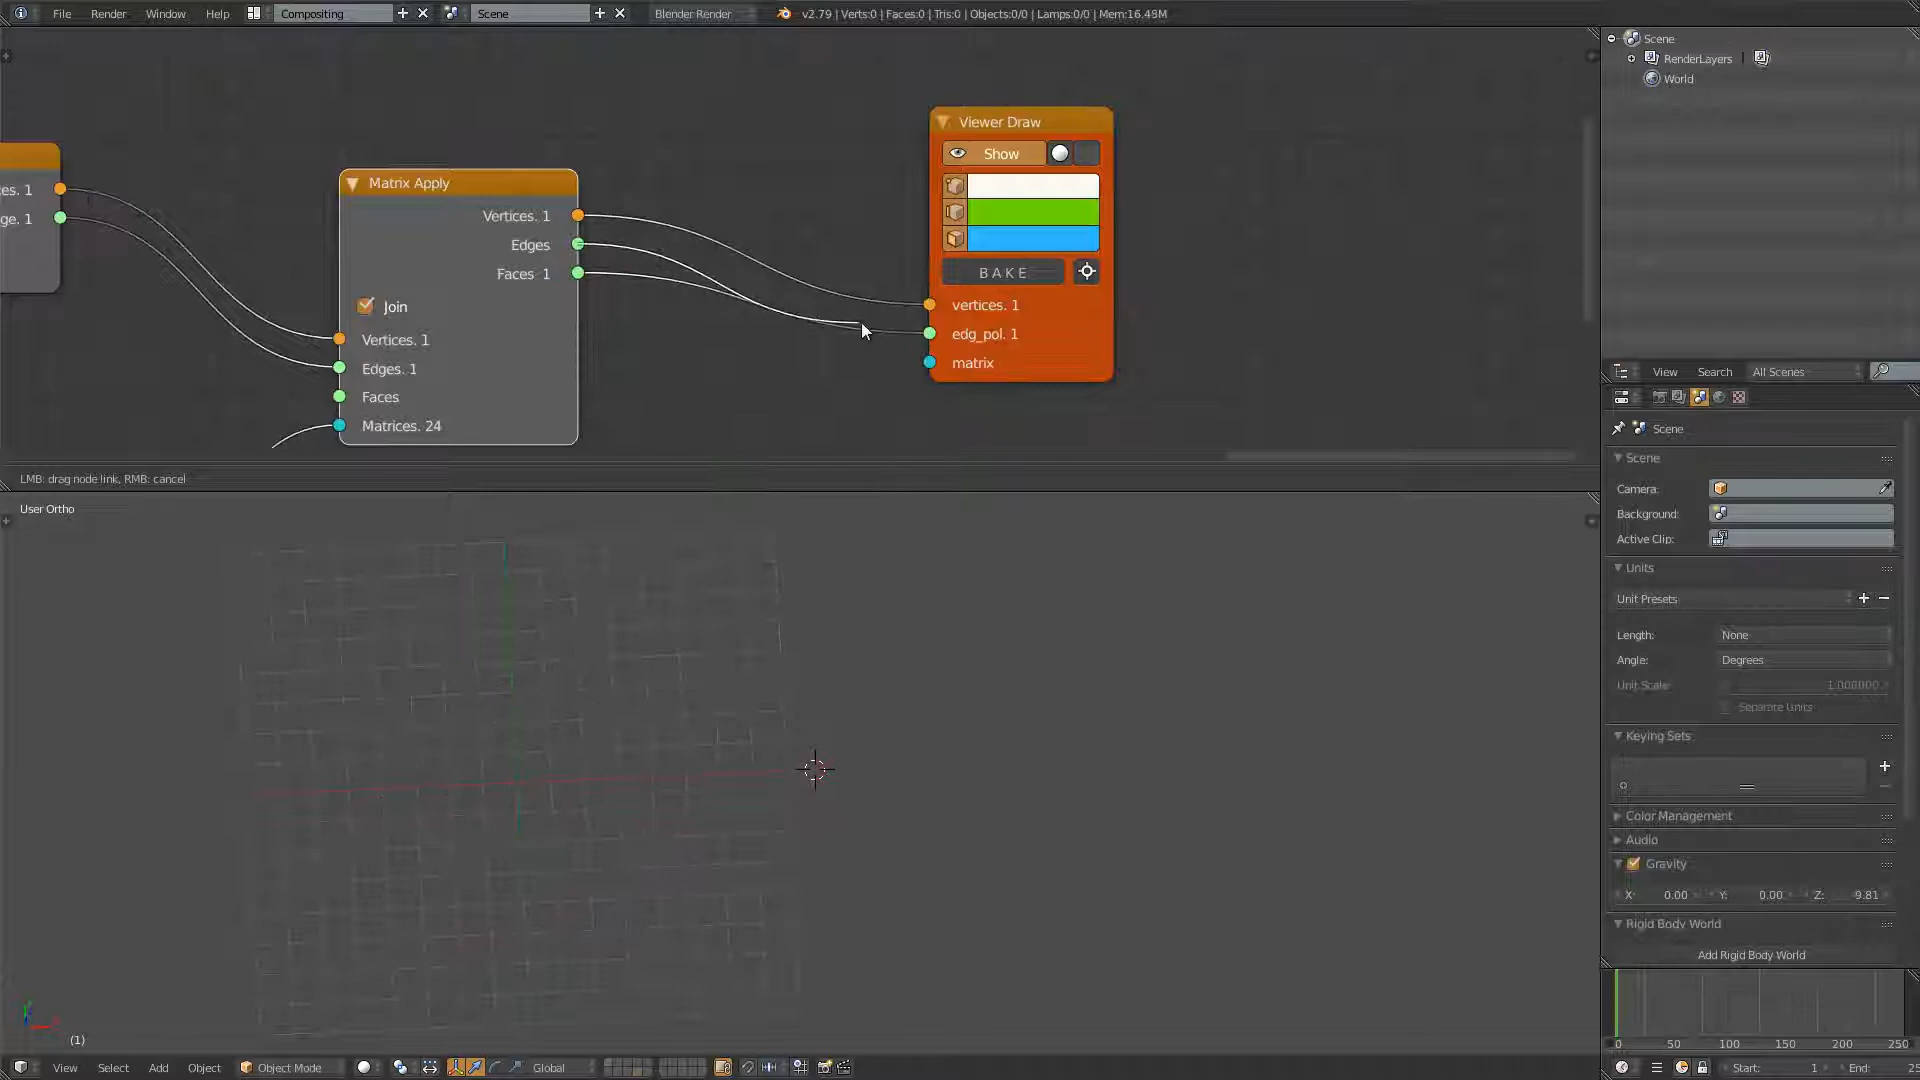 File Render Window Help Compositing Scene Blender Render v2.79 | Verts:0 | Faces:0 | Tris:0 | Objects:0/0 | Lamps:0/0 | Mem:16.49M
Scene
RenderLayers
World
Viewer Draw
Show
BAKE
vertices. 1
edg_pol. 1
matrix
es. 1
ge. 1
Matrix Apply
Vertices. 1
Edges
Faces 1
Join
Vertices. 1
Edges. 1
Faces
Matrices. 24
LMB: drag node link, RMB: cancel
View Search All Scenes
Scene
Scene
Camera:
Background:
Active Clip:
Units
Unit Presets
Length: None
Angle: Degrees
Unit Scale: 1.000000
Separate Units
Keying Sets
Color Management
Audio
Gravity
X: 0.00 Y: 0.00 Z: 9.81
Rigid Body World
Add Rigid Body World
User Ortho
(1)
0 50 100 150 200 250
View Select Add Object Object Mode Global
Start: 1 End: 25